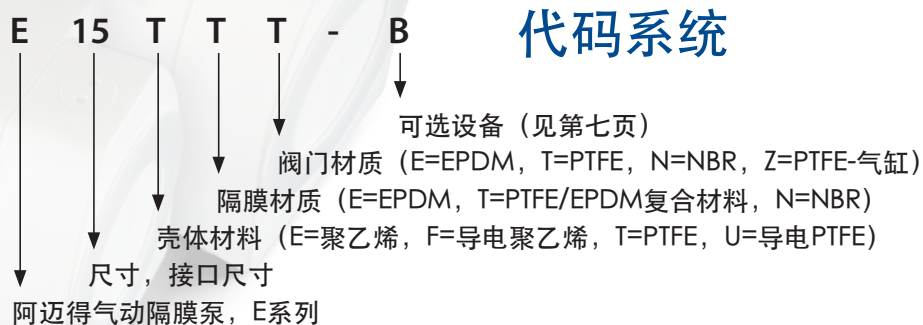 代码系统
E 15 T T T - B
可选设备（见第七页）
阀门材质（E=EPDM，T=PTFE，N=NBR，Z=PTFE-气缸）
隔膜材质（E=EPDM，T=PTFE/EPDM复合材料，N=NBR）
壳体材料（E=聚乙烯，F=导电聚乙烯，T=PTFE，U=导电PTFE）
尺寸，接口尺寸
阿迈得气动隔膜泵，E系列